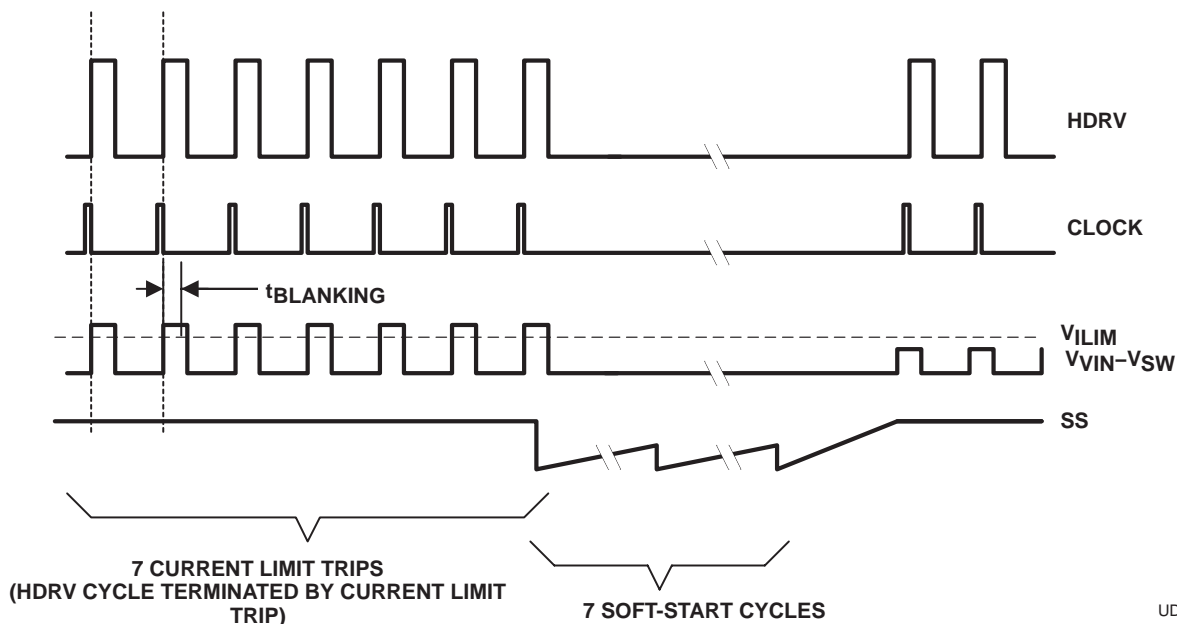 HDRV
CLOCK
tBLANKING
VILIM
VVIN–VSW
SS
7 CURRENT LIMIT TRIPS
(HDRV CYCLE TERMINATED BY CURRENT LIMIT
TRIP)
7 SOFT-START CYCLES
UD